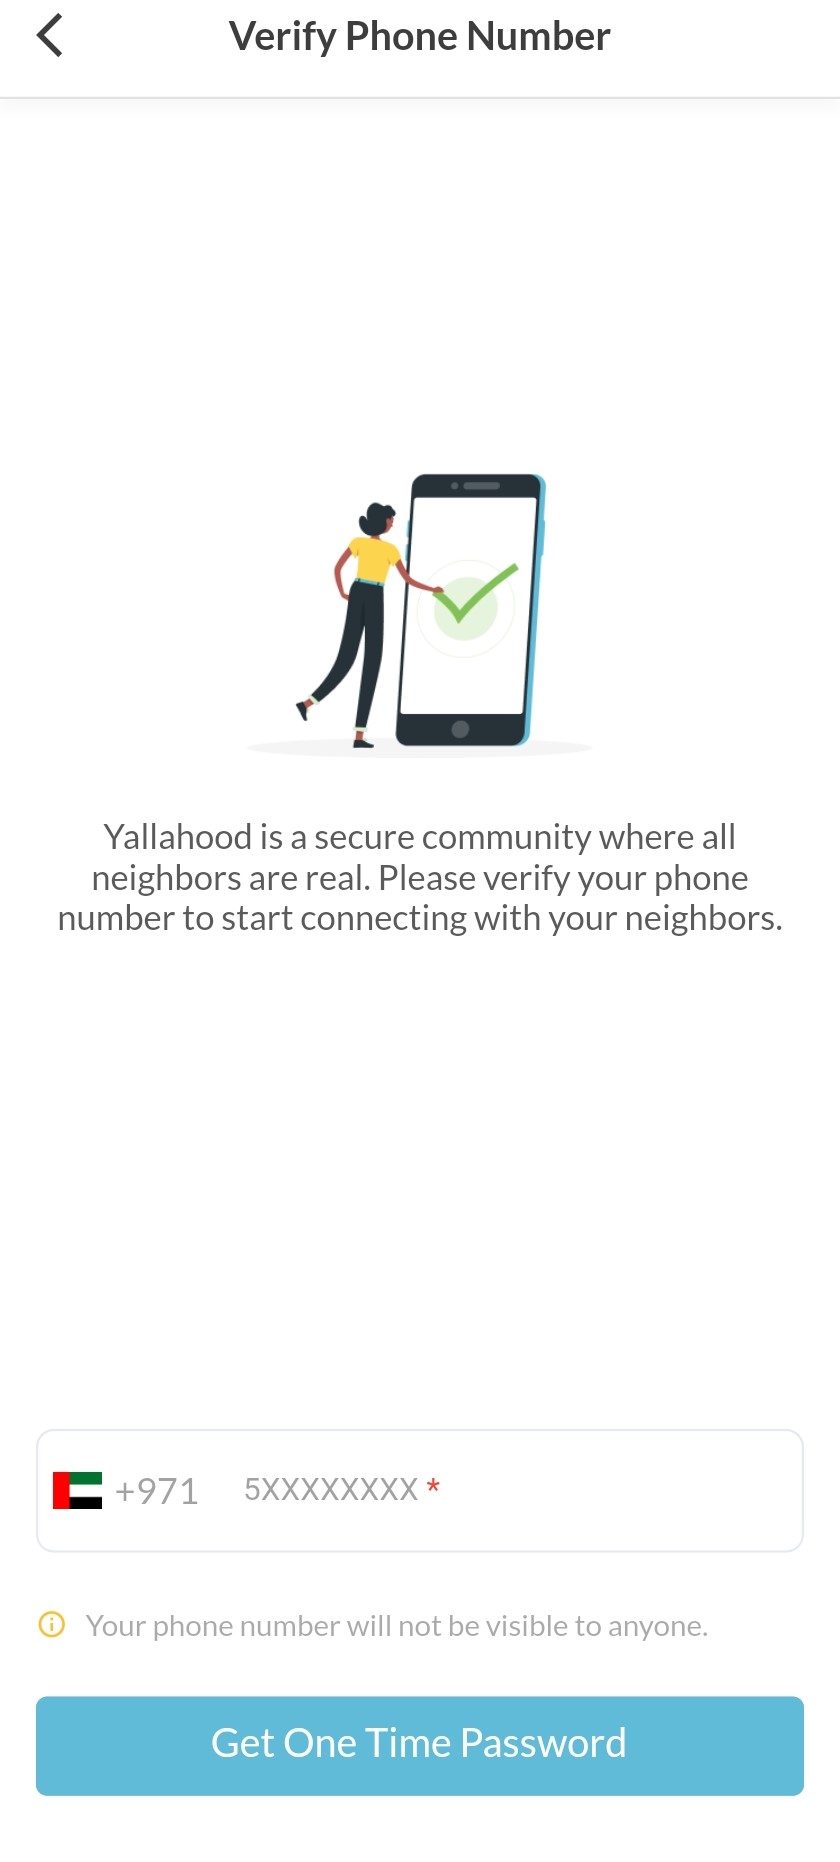 Verify Phone Number
Yallahood is a secure community where all
neighbors are real. Please verify your phone
number to start connecting with your neighbors.
+971 5XXXXXXXX *
Your phone number will not be visible to anyone.
Get One Time Password